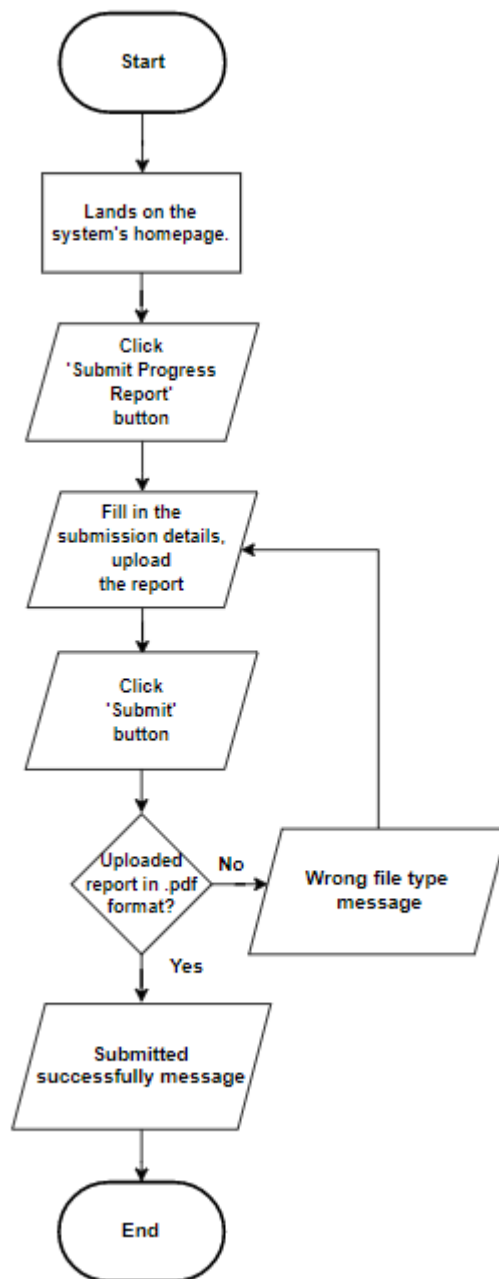 Start
Lands on the
system's homepage.
Click
'Submit Progress
Report'
button
Fill in the
submission details,
upload
the report
Click
'Submit'
button
Uploaded
report in .pdf
format?
No
Wrong file type
message
Yes
Submitted
successfully message
End